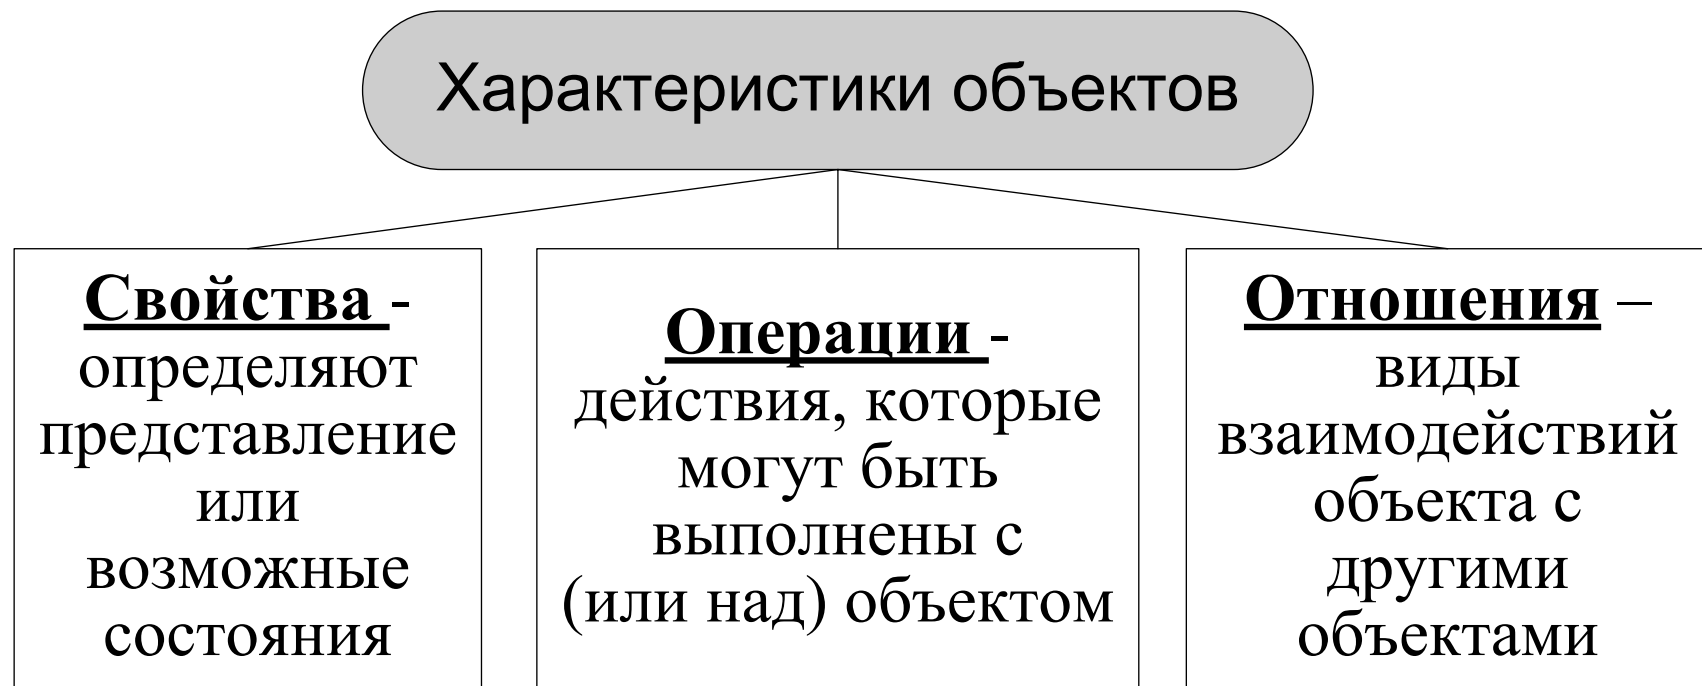 Характеристики объектов
Свойства -
определяют
представление
или
возможные
состояния
Операции -
действия, которые
могут быть
выполнены с
(или над) объектом
Отношения –
виды
взаимодействий
объекта с
другими
объектами